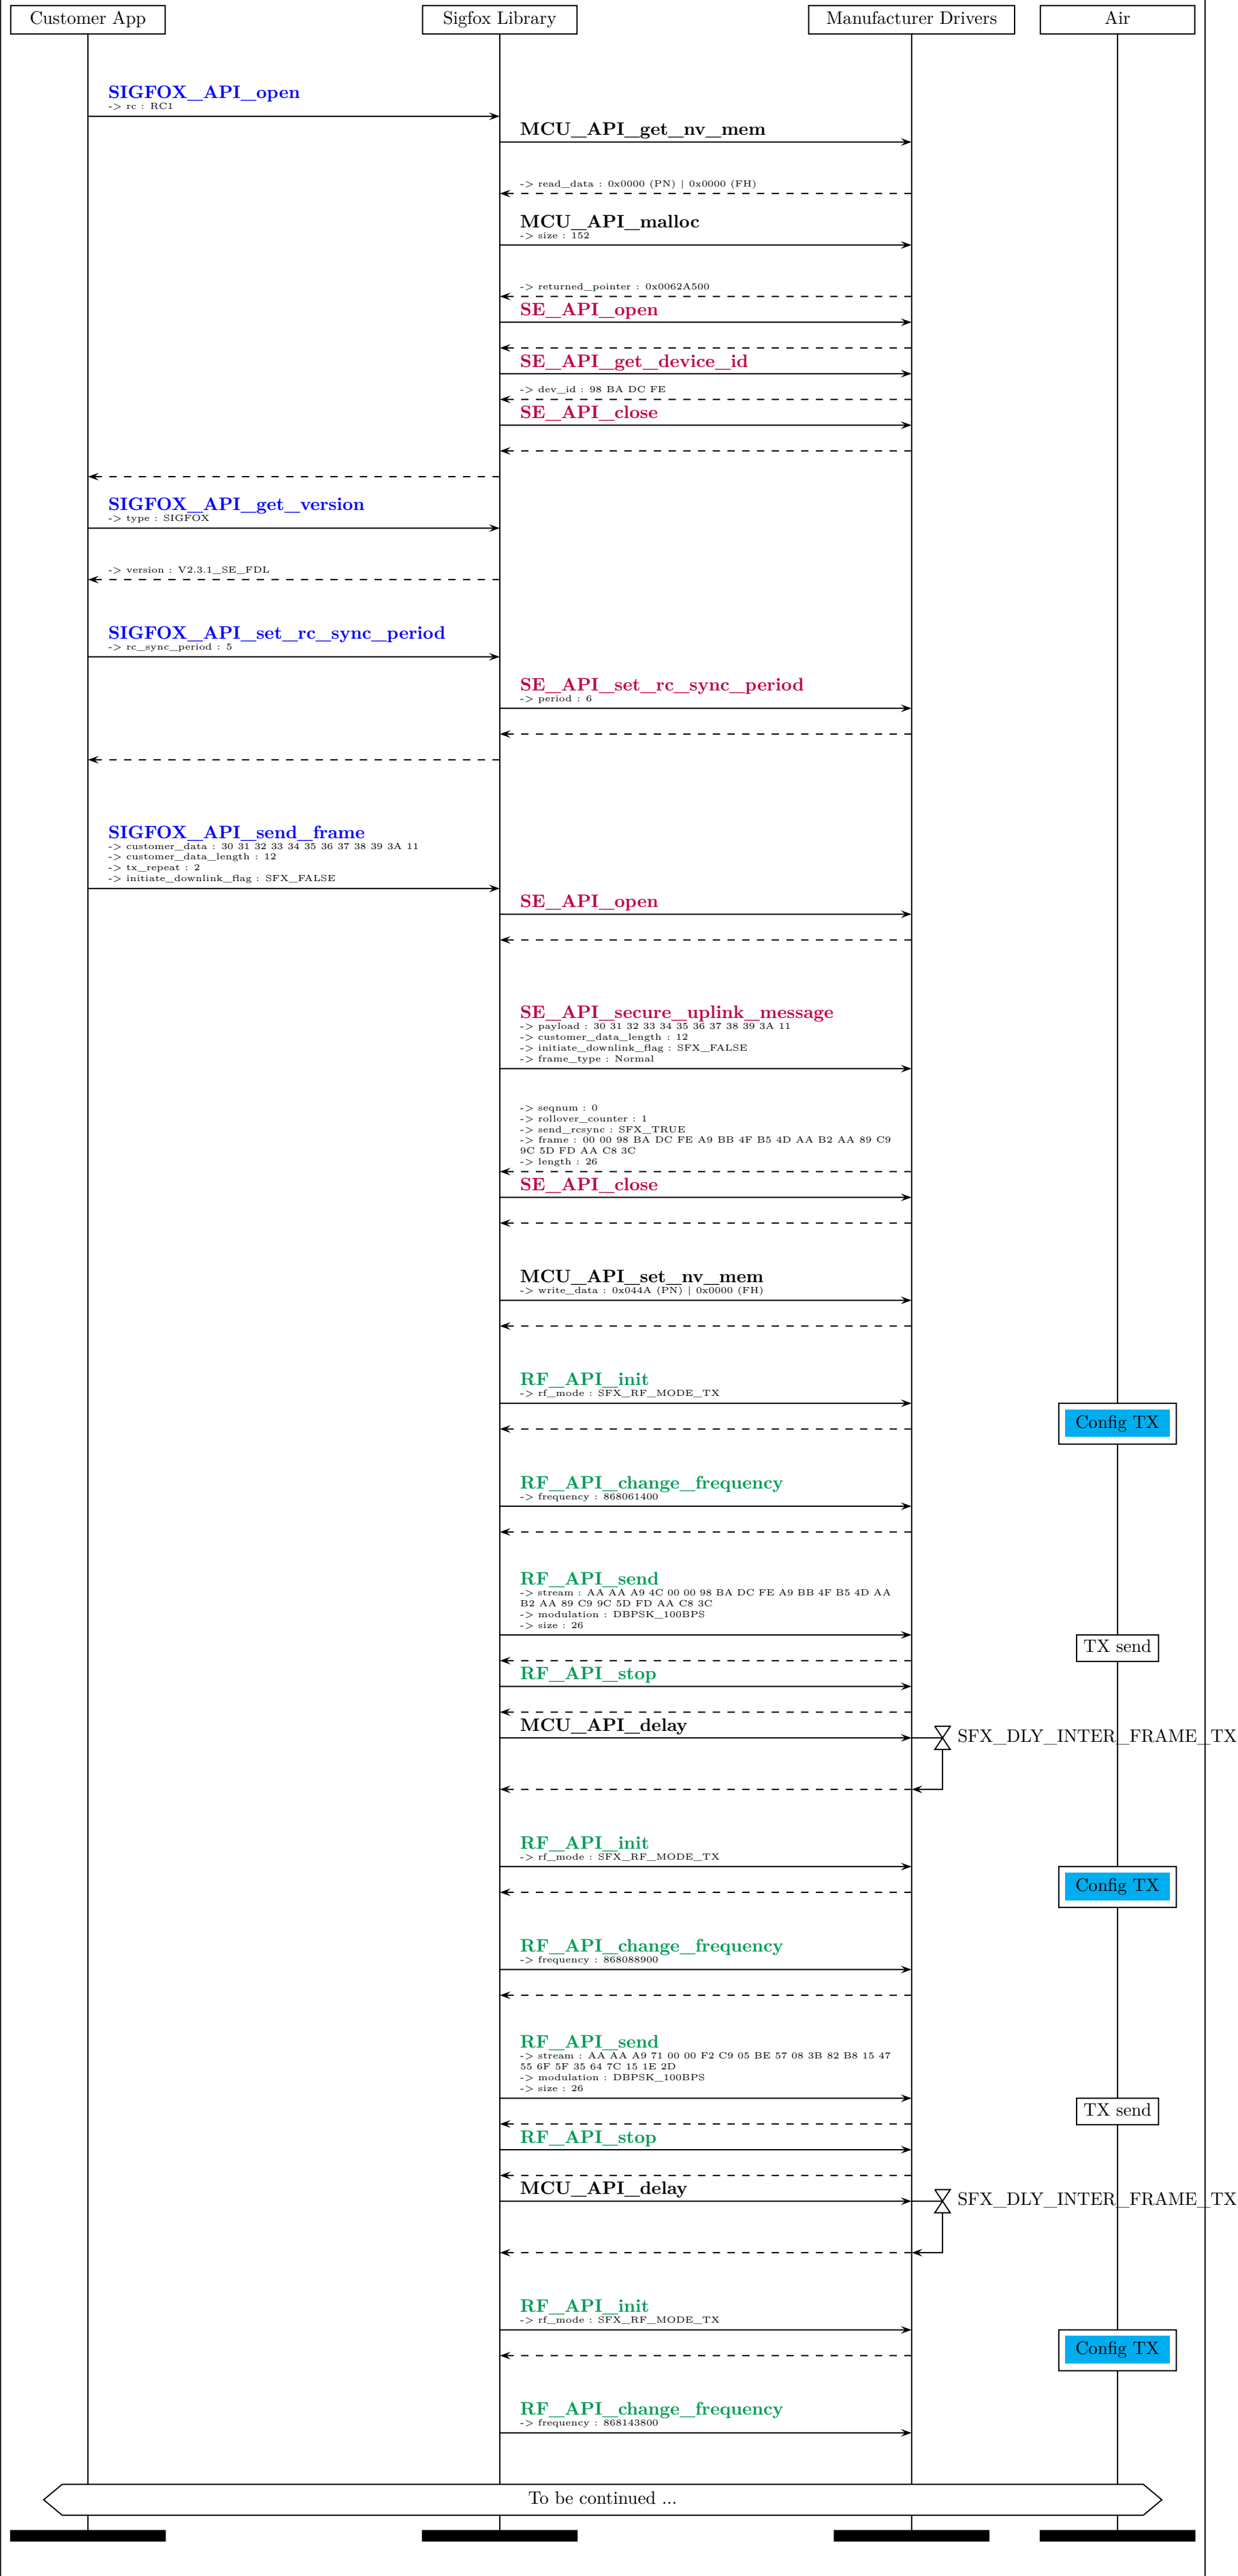 Customer App
Sigfox Library
Manufacturer Drivers
Air
SIGFOX_API_open
-> rc : RC1
MCU_API_get_nv_mem
-> read_data : 0x0000 (PN) | 0x0000 (FH)
MCU_API_malloc
-> size : 152
-> returned_pointer : 0x0062A500
SE_API_open
SE_API_get_device_id
-> dev_id : 98 BA DC FE
SE_API_close
SIGFOX_API_get_version
-> type : SIGFOX
-> version : V2.3.1_SE_FDL
SIGFOX_API_set_rc_sync_period
-> rc_sync_period : 5
SE_API_set_rc_sync_period
-> period : 6
SIGFOX_API_send_frame
-> customer_data : 30 31 32 33 34 35 36 37 38 39 3A 11
-> customer_data_length : 12
-> tx_repeat : 2
-> initiate_downlink_flag : SFX_FALSE
SE_API_open
SE_API_secure_uplink_message
-> payload : 30 31 32 33 34 35 36 37 38 39 3A 11
-> customer_data_length : 12
-> initiate_downlink_flag : SFX_FALSE
-> frame_type : Normal
-> seqnum : 0
-> rollover_counter : 1
-> send_rcsync : SFX_TRUE
-> frame : 00 00 98 BA DC FE A9 BB 4F B5 4D AA B2 AA 89 C9
9C 5D FD AA C8 3C
-> length : 26
SE_API_close
MCU_API_set_nv_mem
-> write_data : 0x044A (PN) | 0x0000 (FH)
RF_API_init
-> rf_mode : SFX_RF_MODE_TX
Config TX
RF_API_change_frequency
-> frequency : 868061400
RF_API_send
-> stream : AA AA A9 4C 00 00 98 BA DC FE A9 BB 4F B5 4D AA
B2 AA 89 C9 9C 5D FD AA C8 3C
-> modulation : DBPSK_100BPS
-> size : 26
TX send
RF_API_stop
MCU_API_delay
SFX_DLY_INTER_FRAME_TX
RF_API_init
-> rf_mode : SFX_RF_MODE_TX
Config TX
RF_API_change_frequency
-> frequency : 868088900
RF_API_send
-> stream : AA AA A9 71 00 00 F2 C9 05 BE 57 08 3B 82 B8 15 47
55 6F 5F 35 64 7C 15 1E 2D
-> modulation : DBPSK_100BPS
-> size : 26
TX send
RF_API_stop
MCU_API_delay
SFX_DLY_INTER_FRAME_TX
RF_API_init
-> rf_mode : SFX_RF_MODE_TX
Config TX
RF_API_change_frequency
-> frequency : 868143800
To be continued ...